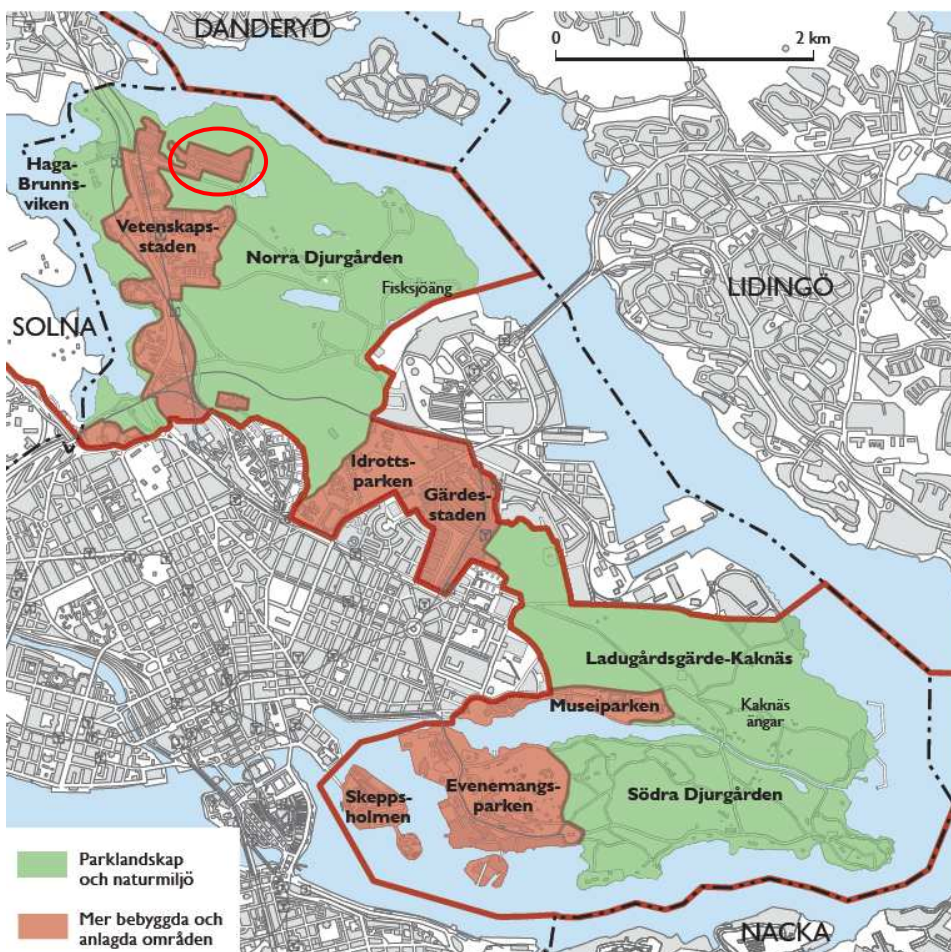 DANDERYD
0 2 km
Haga-
Brunns-
viken
Vetenskaps-
staden
Norra Djurgården
Fisksjöäng
LIDINGÖ
SOLNA
Idrotts-
parken
Gärdes-
staden
Ladugårdsgärde-Kaknäs
Museiparken
Kaknäs
ängar
Skepps-
holmen
Evenemangs-
parken
Södra Djurgården
Parklandskap
och naturmiljö
Mer bebyggda och
anlagda områden
NACKA